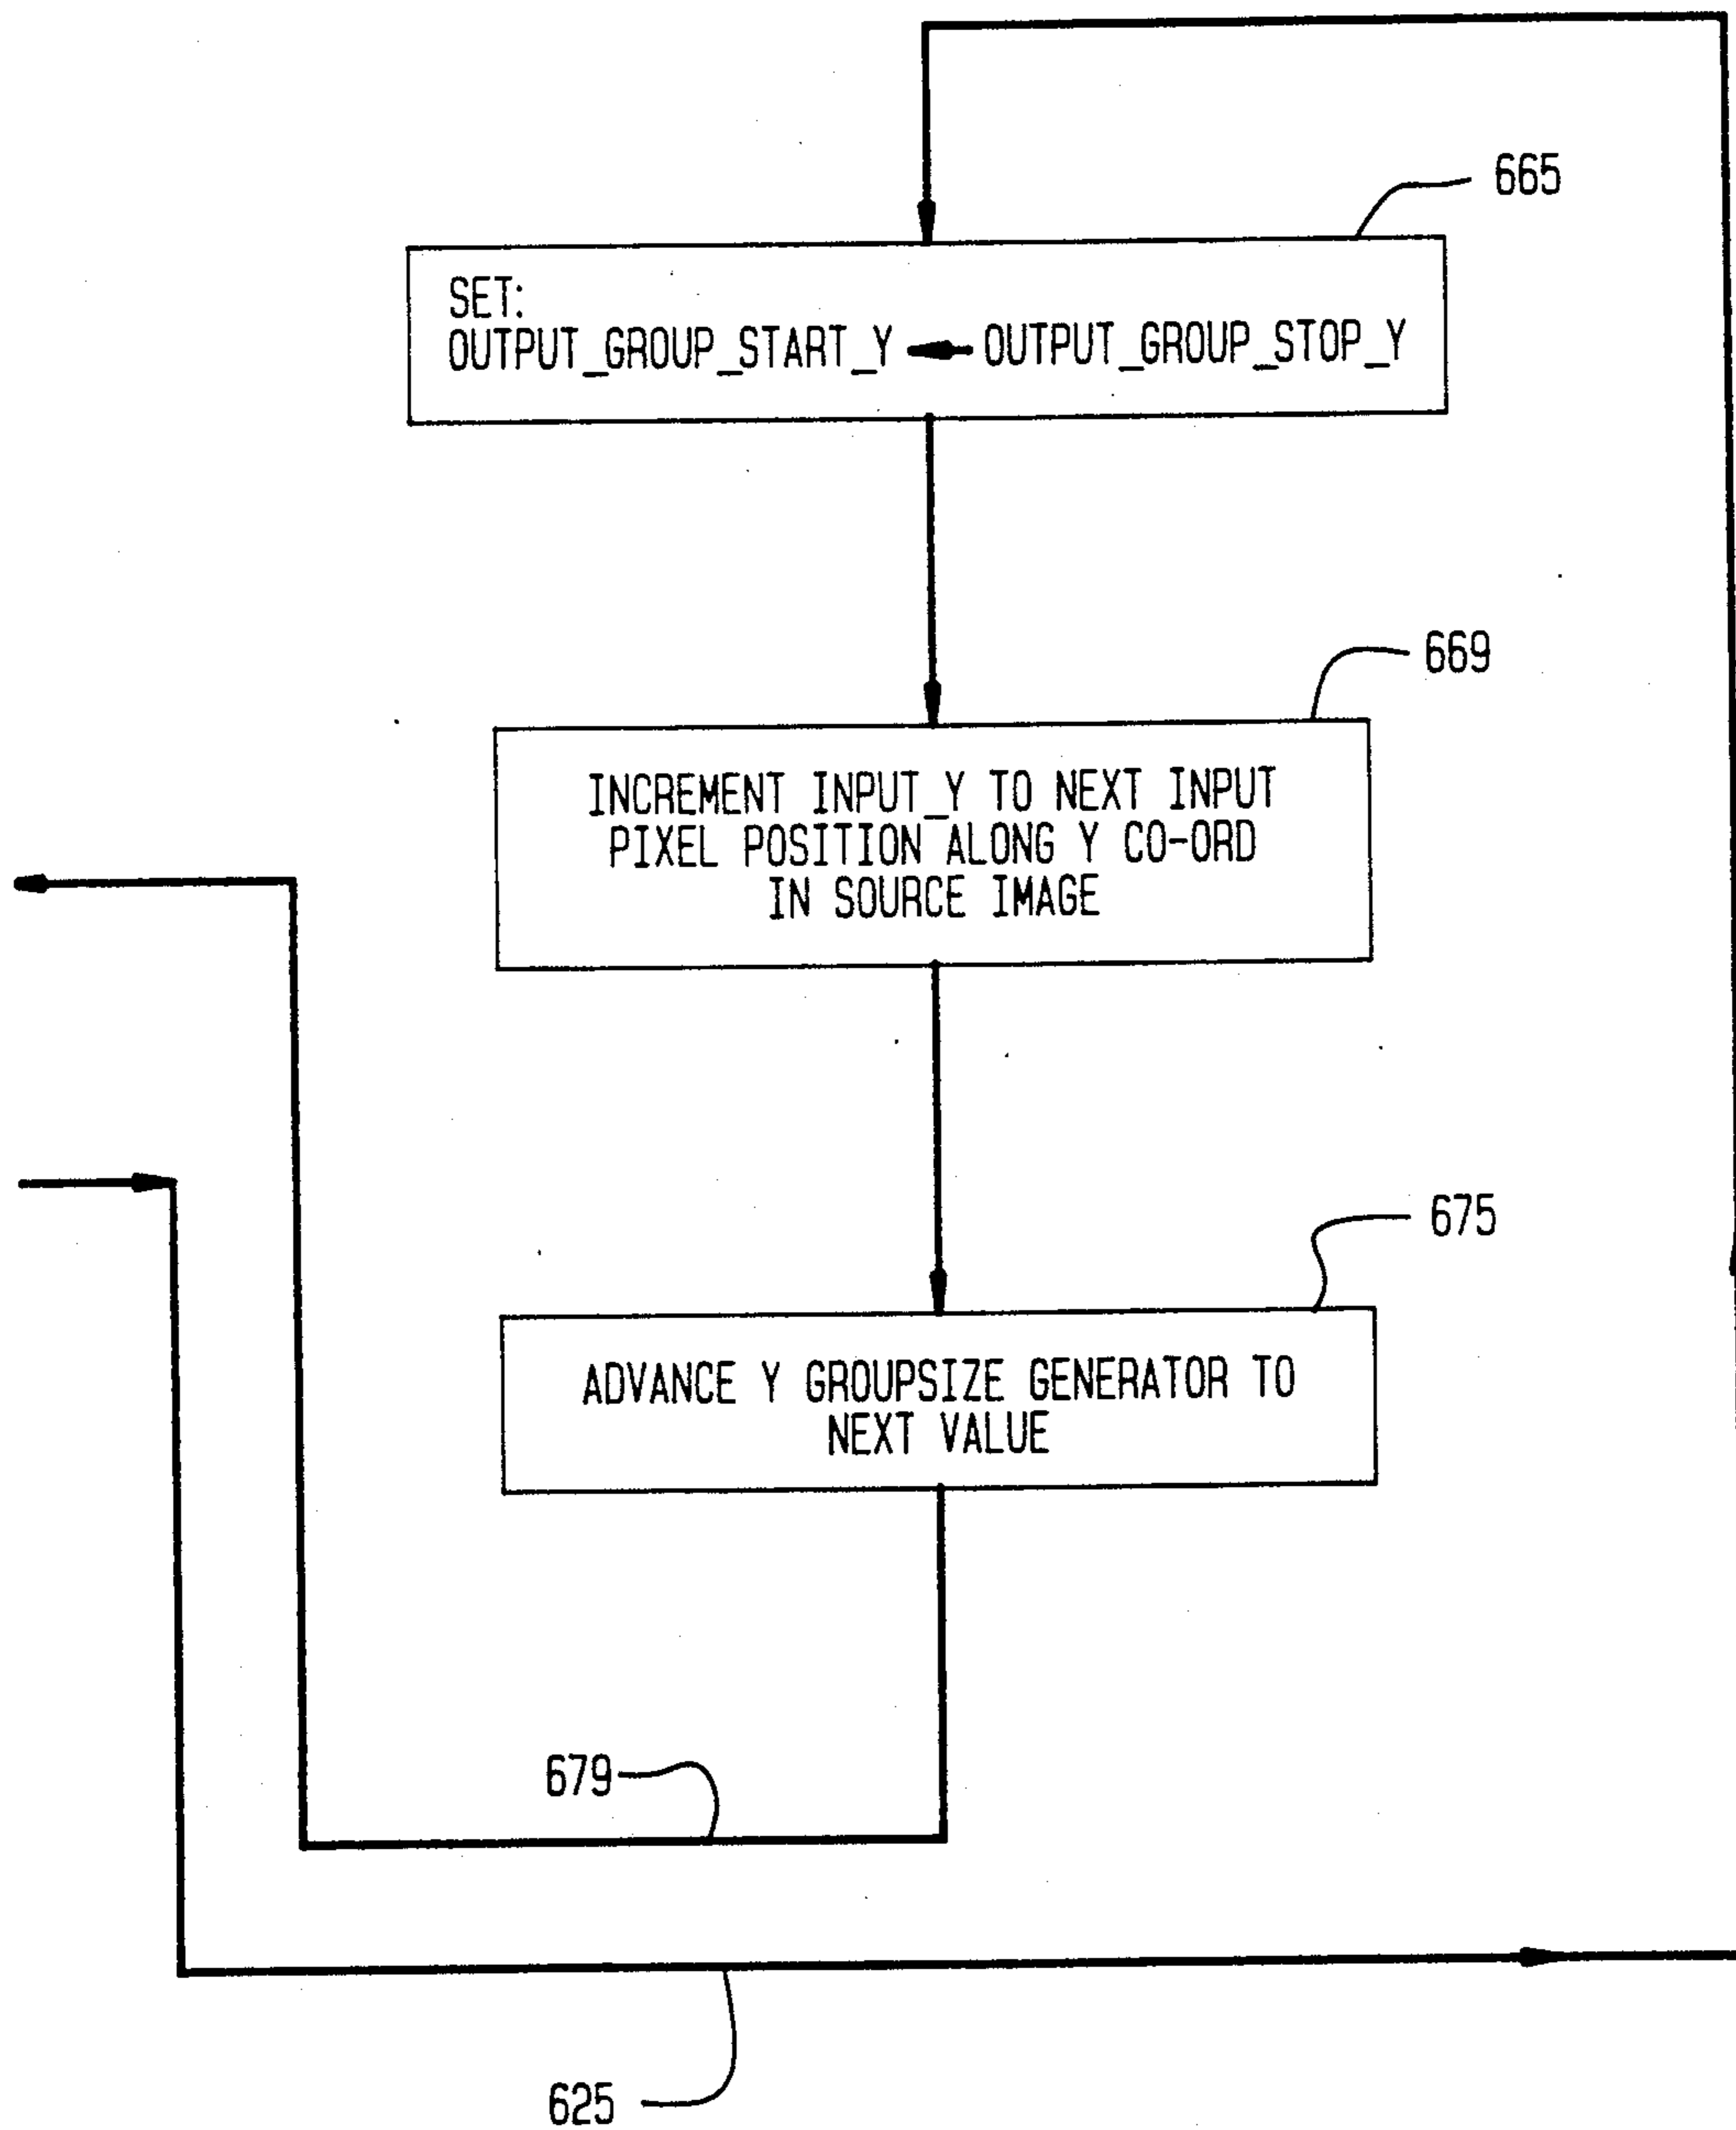 665
SET:
OUTPUT_GROUP_START_Y ← OUTPUT_GROUP_STOP_Y
669
INCREMENT INPUT_Y TO NEXT INPUT
PIXEL POSITION ALONG Y CO-ORD
IN SOURCE IMAGE
675
ADVANCE Y GROUPSIZE GENERATOR TO
NEXT VALUE
679
625